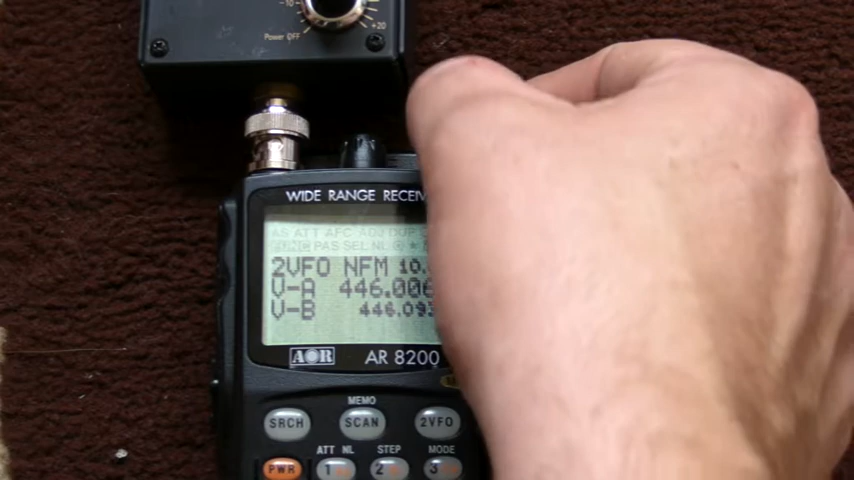 -10
+20
Power OFF
WIDE RANGE RECEIV
AS ATT AFC ADJ DUP
PAS SEL NL
2VFO NFM 10.
V-A 446.006
V-B 446.093
AOR AR 8200
MEMO
SRCH SCAN 2VFO
ATT NL STEP MODE
PWR 1 2 3